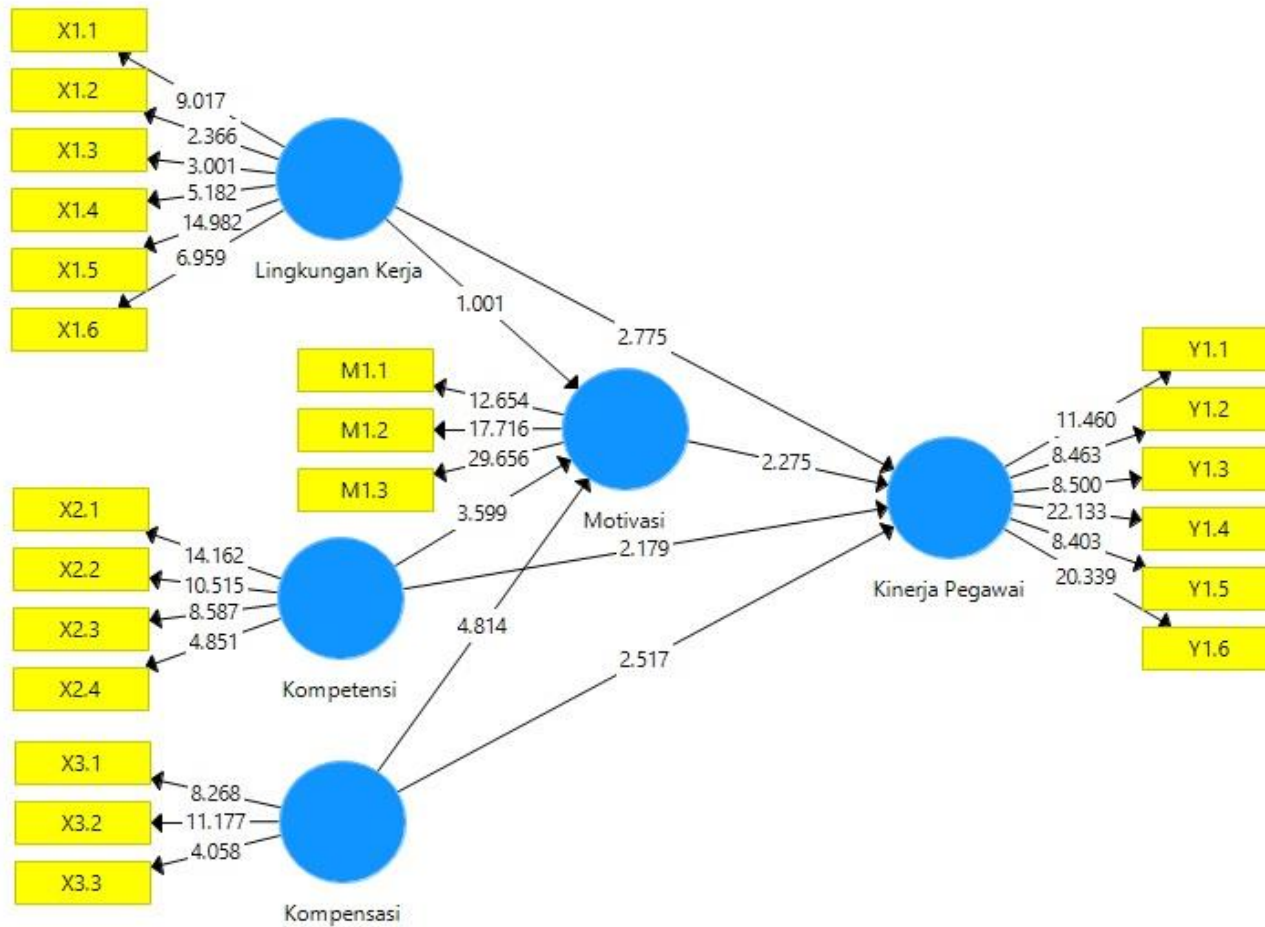 X1.1
X1.2
X1.3
X1.4
X1.5
X1.6
9.017
2.366
3.001
5.182
14.982
6.959
Lingkungan Kerja
1.001
2.775
M1.1
M1.2
M1.3
12.654
17.716
29.656
Motivasi
2.275
X2.1
X2.2
X2.3
X2.4
14.162
10.515
8.587
4.851
Kompetensi
3.599
2.179
X3.1
X3.2
X3.3
8.268
11.177
4.058
Kompensasi
4.814
2.517
Kinerja Pegawai
11.460
8.463
8.500
22.133
8.403
20.339
Y1.1
Y1.2
Y1.3
Y1.4
Y1.5
Y1.6